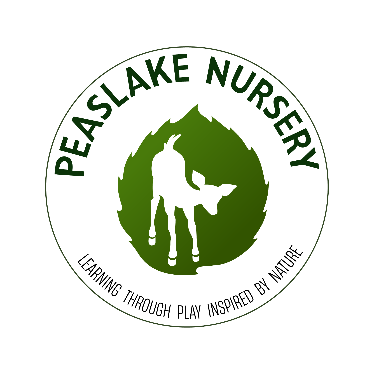 PEASLAKE NURSERY
LEARNING THROUGH PLAY INSPIRED BY NATURE